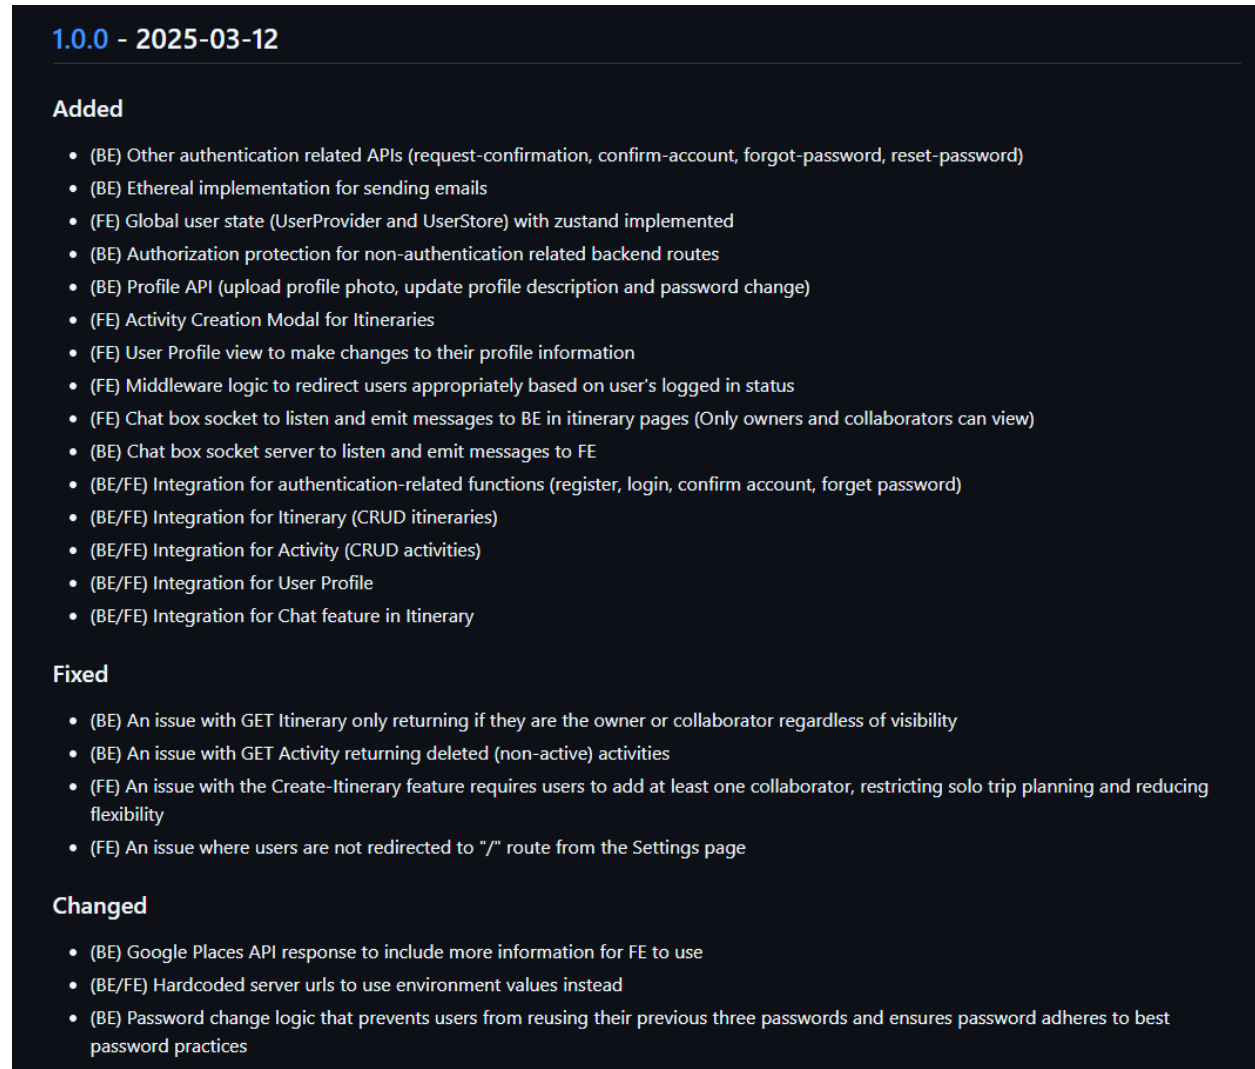 1.0.0 - 2025-03-12
Added
• (BE) Other authentication related APIs (request-confirmation, confirm-account, forgot-password, reset-password)
• (BE) Ethereal implementation for sending emails
• (FE) Global user state (UserProvider and UserStore) with zustand implemented
• (BE) Authorization protection for non-authentication related backend routes
• (BE) Profile API (upload profile photo, update profile description and password change)
• (FE) Activity Creation Modal for Itineraries
• (FE) User Profile view to make changes to their profile information
• (FE) Middleware logic to redirect users appropriately based on user's logged in status
• (FE) Chat box socket to listen and emit messages to BE in itinerary pages (Only owners and collaborators can view)
• (BE) Chat box socket server to listen and emit messages to FE
• (BE/FE) Integration for authentication-related functions (register, login, confirm account, forget password)
• (BE/FE) Integration for Itinerary (CRUD itineraries)
• (BE/FE) Integration for Activity (CRUD activities)
• (BE/FE) Integration for User Profile
• (BE/FE) Integration for Chat feature in Itinerary
Fixed
• (BE) An issue with GET Itinerary only returning if they are the owner or collaborator regardless of visibility
• (BE) An issue with GET Activity returning deleted (non-active) activities
• (FE) An issue with the Create-Itinerary feature requires users to add at least one collaborator, restricting solo trip planning and reducing
flexibility
• (FE) An issue where users are not redirected to "/" route from the Settings page
Changed
• (BE) Google Places API response to include more information for FE to use
• (BE/FE) Hardcoded server urls to use environment values instead
• (BE) Password change logic that prevents users from reusing their previous three passwords and ensures password adheres to best
password practices